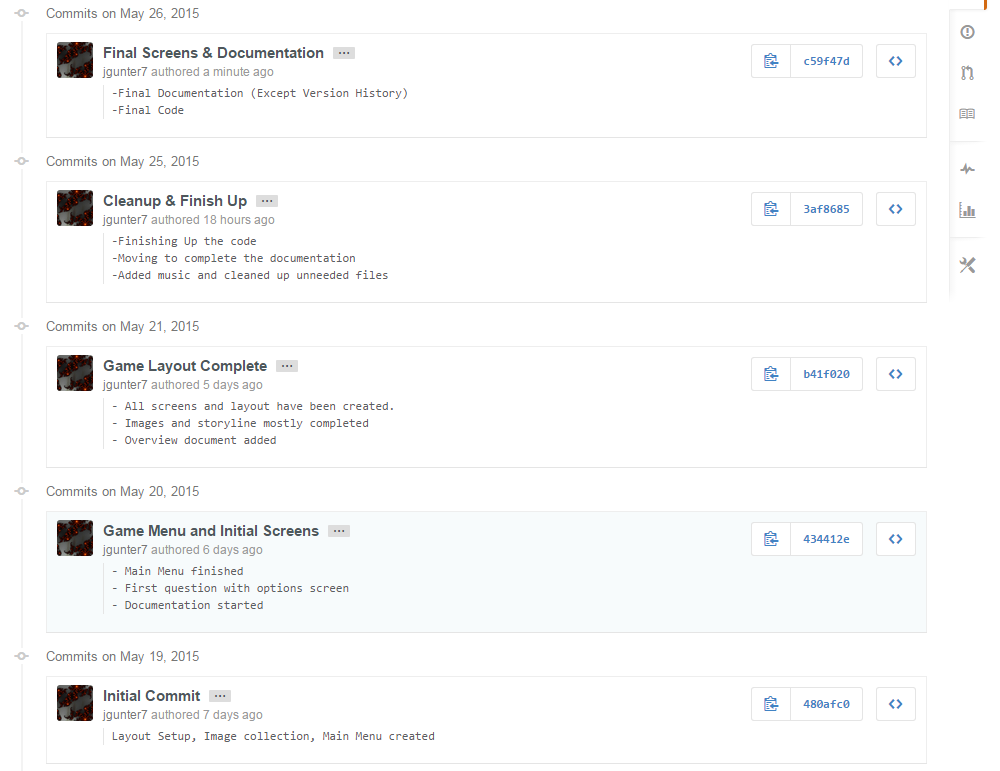 Commits on May 26, 2015
Final Screens & Documentation ...
jgunter7 authored a minute ago
c59f47d
-Final Documentation (Except Version History)
-Final Code
Commits on May 25, 2015
Cleanup & Finish Up ...
jgunter7 authored 18 hours ago
3af8685
-Finishing Up the code
-Moving to complete the documentation
-Added music and cleaned up unneeded files
Commits on May 21, 2015
Game Layout Complete ...
jgunter7 authored 5 days ago
b41f020
- All screens and layout have been created.
- Images and storyline mostly completed
- Overview document added
Commits on May 20, 2015
Game Menu and Initial Screens ...
jgunter7 authored 6 days ago
434412e
- Main Menu finished
- First question with options screen
- Documentation started
Commits on May 19, 2015
Initial Commit ...
jgunter7 authored 7 days ago
480afc0
Layout Setup, Image collection, Main Menu created